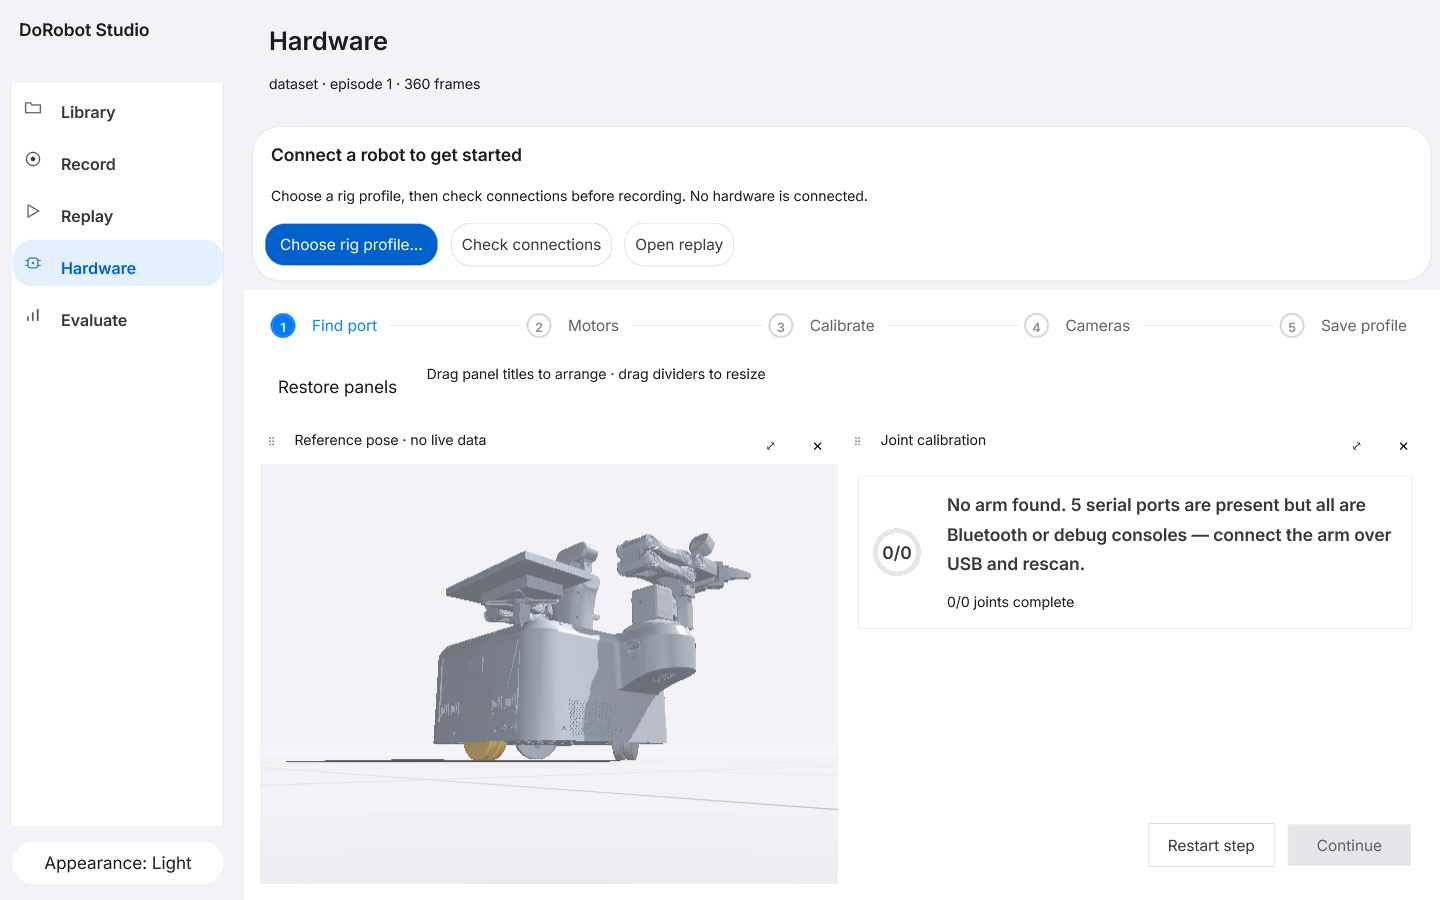 DoRobot Studio
Library
Record
Replay
Hardware
Evaluate
Appearance: Light
Hardware
dataset · episode 1 · 360 frames
Connect a robot to get started
Choose a rig profile, then check connections before recording. No hardware is connected.
Choose rig profile...
Check connections
Open replay
1 Find port
2 Motors
3 Calibrate
4 Cameras
5 Save profile
Restore panels
Drag panel titles to arrange · drag dividers to resize
Reference pose · no live data
Joint calibration
0/0
No arm found. 5 serial ports are present but all are
Bluetooth or debug consoles — connect the arm over
USB and rescan.
0/0 joints complete
Restart step
Continue